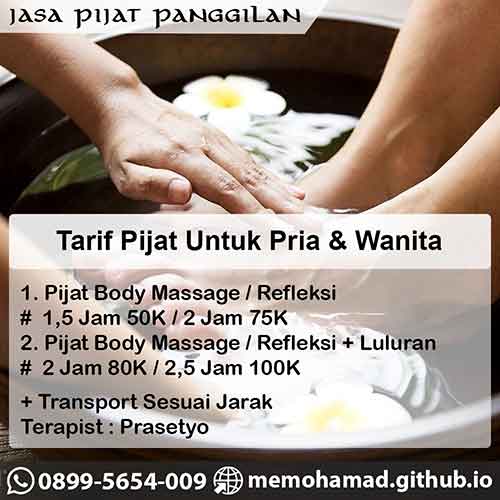 JASA PIJAT PANGGILAN
Tarif Pijat Untuk Pria & Wanita
1. Pijat Body Massage / Refleksi
# 1,5 Jam 50K / 2 Jam 75K
2. Pijat Body Massage / Refleksi + Luluran
# 2 Jam 80K / 2,5 Jam 100K
+ Transport Sesuai Jarak
Terapist : Prasetyo
0899-5654-009 memohamad.github.io